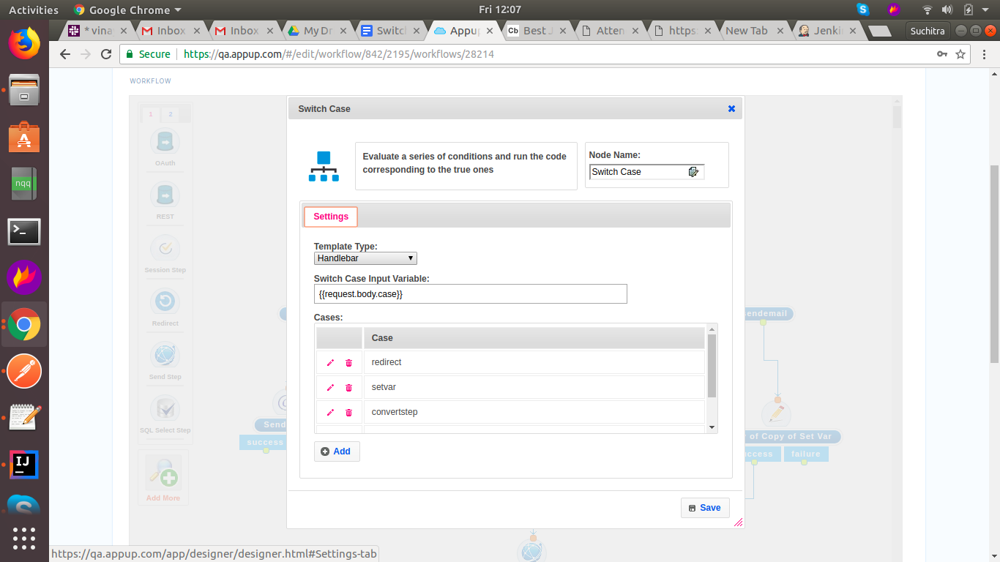 Activities Google Chrome Fri 12:07
* vina Inbox Inbox My Dr Switch Appup Cb Best J Atten https: New Tab Jenkin Suchitra
Secure https://qa.appup.com/#/edit/workflow/842/2195/workflows/28214
WORKFLOW
Switch Case
1 2
OAuth
REST
Session Step
Redirect
Send Step
SQL Select Step
Add More
Evaluate a series of conditions and run the code
corresponding to the true ones
Node Name:
Switch Case
Settings
Template Type:
Handlebar
Switch Case Input Variable:
{{request.body.case}}
Cases:
Case
redirect
setvar
convertstep
Add
Save
endemail
Send
success
of Copy of Set Var
ccess failure
nqq
>_
IJ
https://qa.appup.com/app/designer/designer.html#Settings-tab